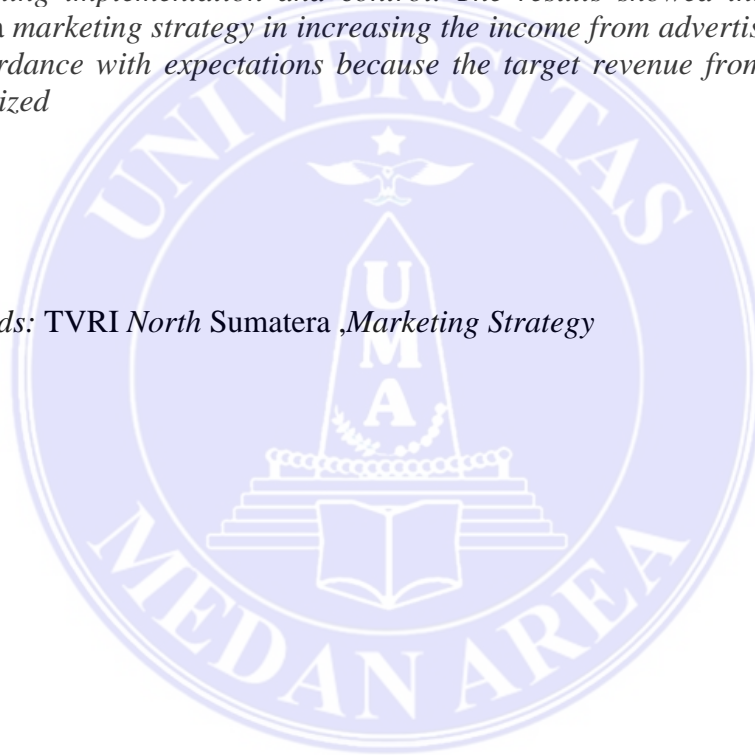 marketing strategy in increasing the income from advertis
rdance with expectations because the target revenue from
ized
ds: TVRI North Sumatera ,Marketing Strategy
UNIVERSITAS
UMA
MEDAN AREA